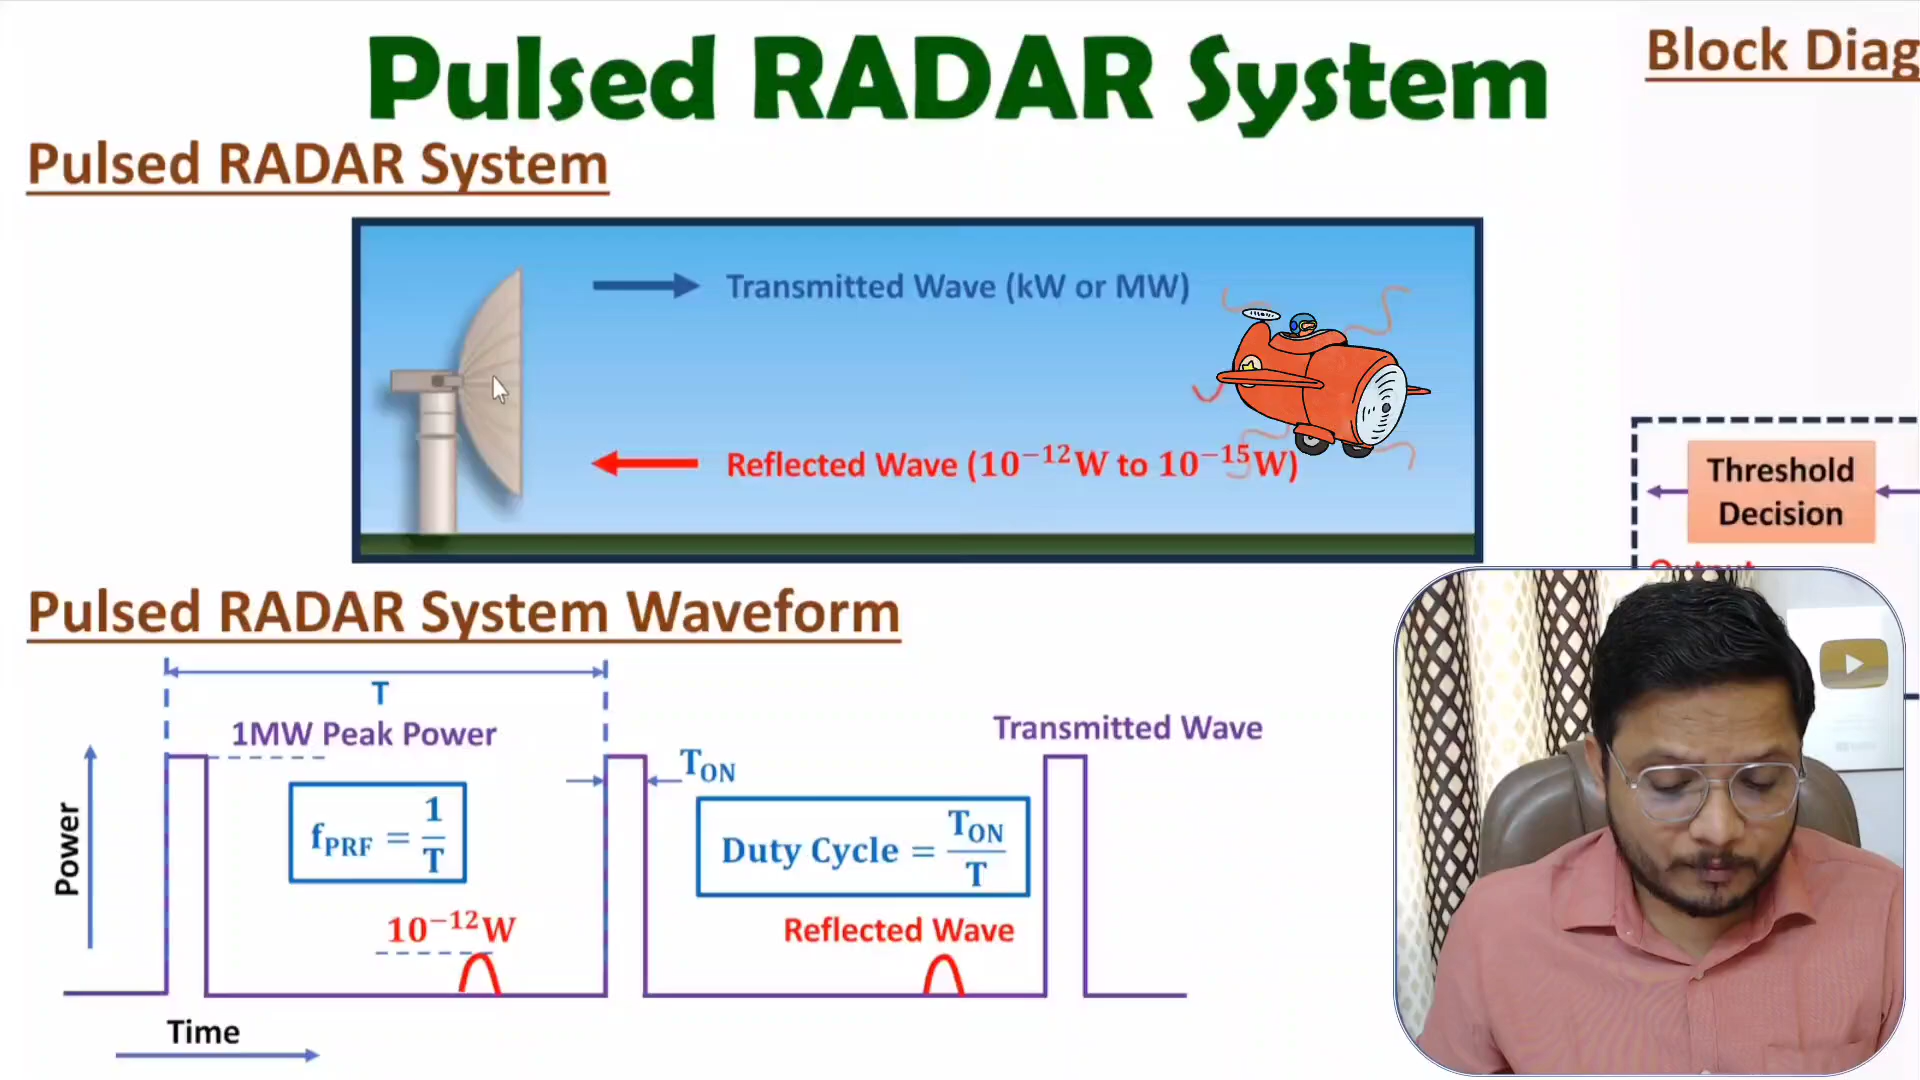 Pulsed RADAR System
Block Diag
Pulsed RADAR System
Transmitted Wave (kW or MW)
Reflected Wave (10⁻¹²W to 10⁻¹⁵W)
Threshold
Decision
Output
Pulsed RADAR System Waveform
T
1MW Peak Power
Transmitted Wave
T_ON
Power
f_PRF = 1/T
Duty Cycle = T_ON/T
10⁻¹²W
Reflected Wave
Time